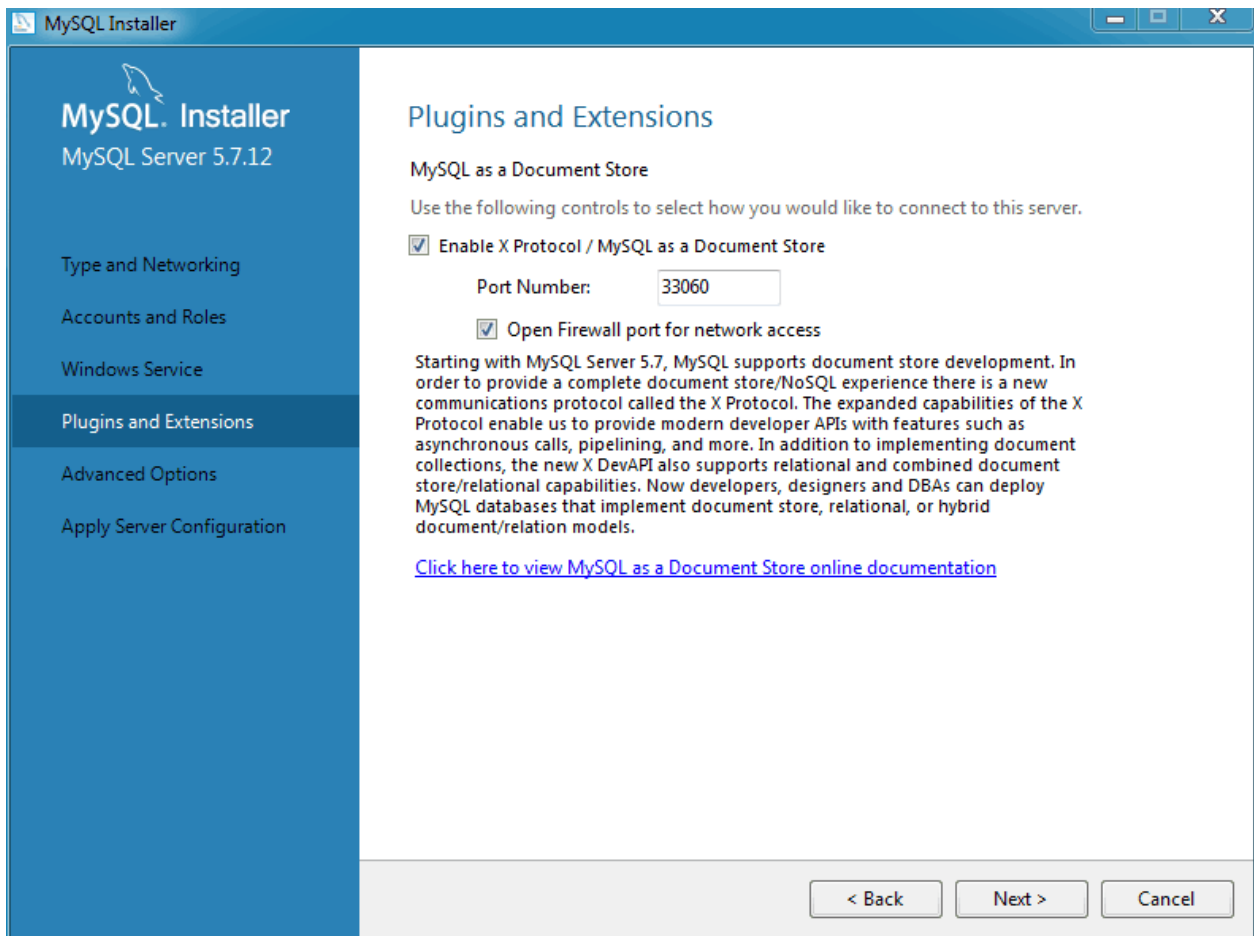 MySQL Installer
MySQL. Installer
MySQL Server 5.7.12
Type and Networking
Accounts and Roles
Windows Service
Plugins and Extensions
Advanced Options
Apply Server Configuration
Plugins and Extensions
MySQL as a Document Store
Use the following controls to select how you would like to connect to this server.
Enable X Protocol / MySQL as a Document Store
Port Number: 33060
Open Firewall port for network access
Starting with MySQL Server 5.7, MySQL supports document store development. In
order to provide a complete document store/NoSQL experience there is a new
communications protocol called the X Protocol. The expanded capabilities of the X
Protocol enable us to provide modern developer APIs with features such as
asynchronous calls, pipelining, and more. In addition to implementing document
collections, the new X DevAPI also supports relational and combined document
store/relational capabilities. Now developers, designers and DBAs can deploy
MySQL databases that implement document store, relational, or hybrid
document/relation models.
Click here to view MySQL as a Document Store online documentation
< Back Next > Cancel